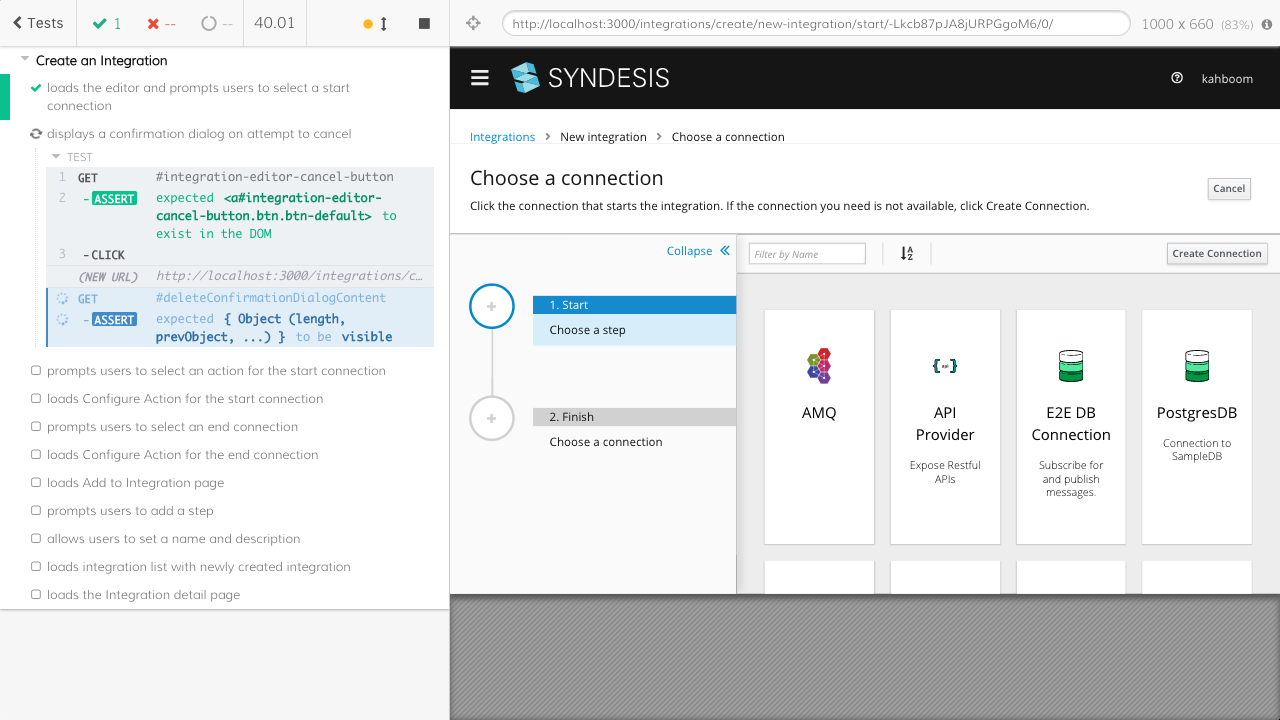 Tests
1
--
--
40.01
http://localhost:3000/integrations/create/new-integration/start/-Lkcb87pJA8jURPGgoM6/0/
1000 x 660 (83%)
Create an Integration
loads the editor and prompts users to select a start
connection
displays a confirmation dialog on attempt to cancel
TEST
1 GET #integration-editor-cancel-button
2 -ASSERT expected <a#integration-editor-
cancel-button.btn.btn-default> to
exist in the DOM
3 -CLICK
(NEW URL) http://localhost:3000/integrations/c…
GET #deleteConfirmationDialogContent
-ASSERT expected { Object (length,
prevObject, ...) } to be visible
prompts users to select an action for the start connection
loads Configure Action for the start connection
prompts users to select an end connection
loads Configure Action for the end connection
loads Add to Integration page
prompts users to add a step
allows users to set a name and description
loads integration list with newly created integration
loads the Integration detail page
SYNDESIS
kahboom
Integrations > New integration > Choose a connection
Choose a connection
Click the connection that starts the integration. If the connection you need is not available, click Create Connection.
Cancel
Collapse
Filter by Name
Create Connection
1. Start
Choose a step
2. Finish
Choose a connection
AMQ
{ api }
API
Provider
Expose Restful
APIs
E2E DB
Connection
Subscribe for
and publish
messages.
PostgresDB
Connection to
SampleDB